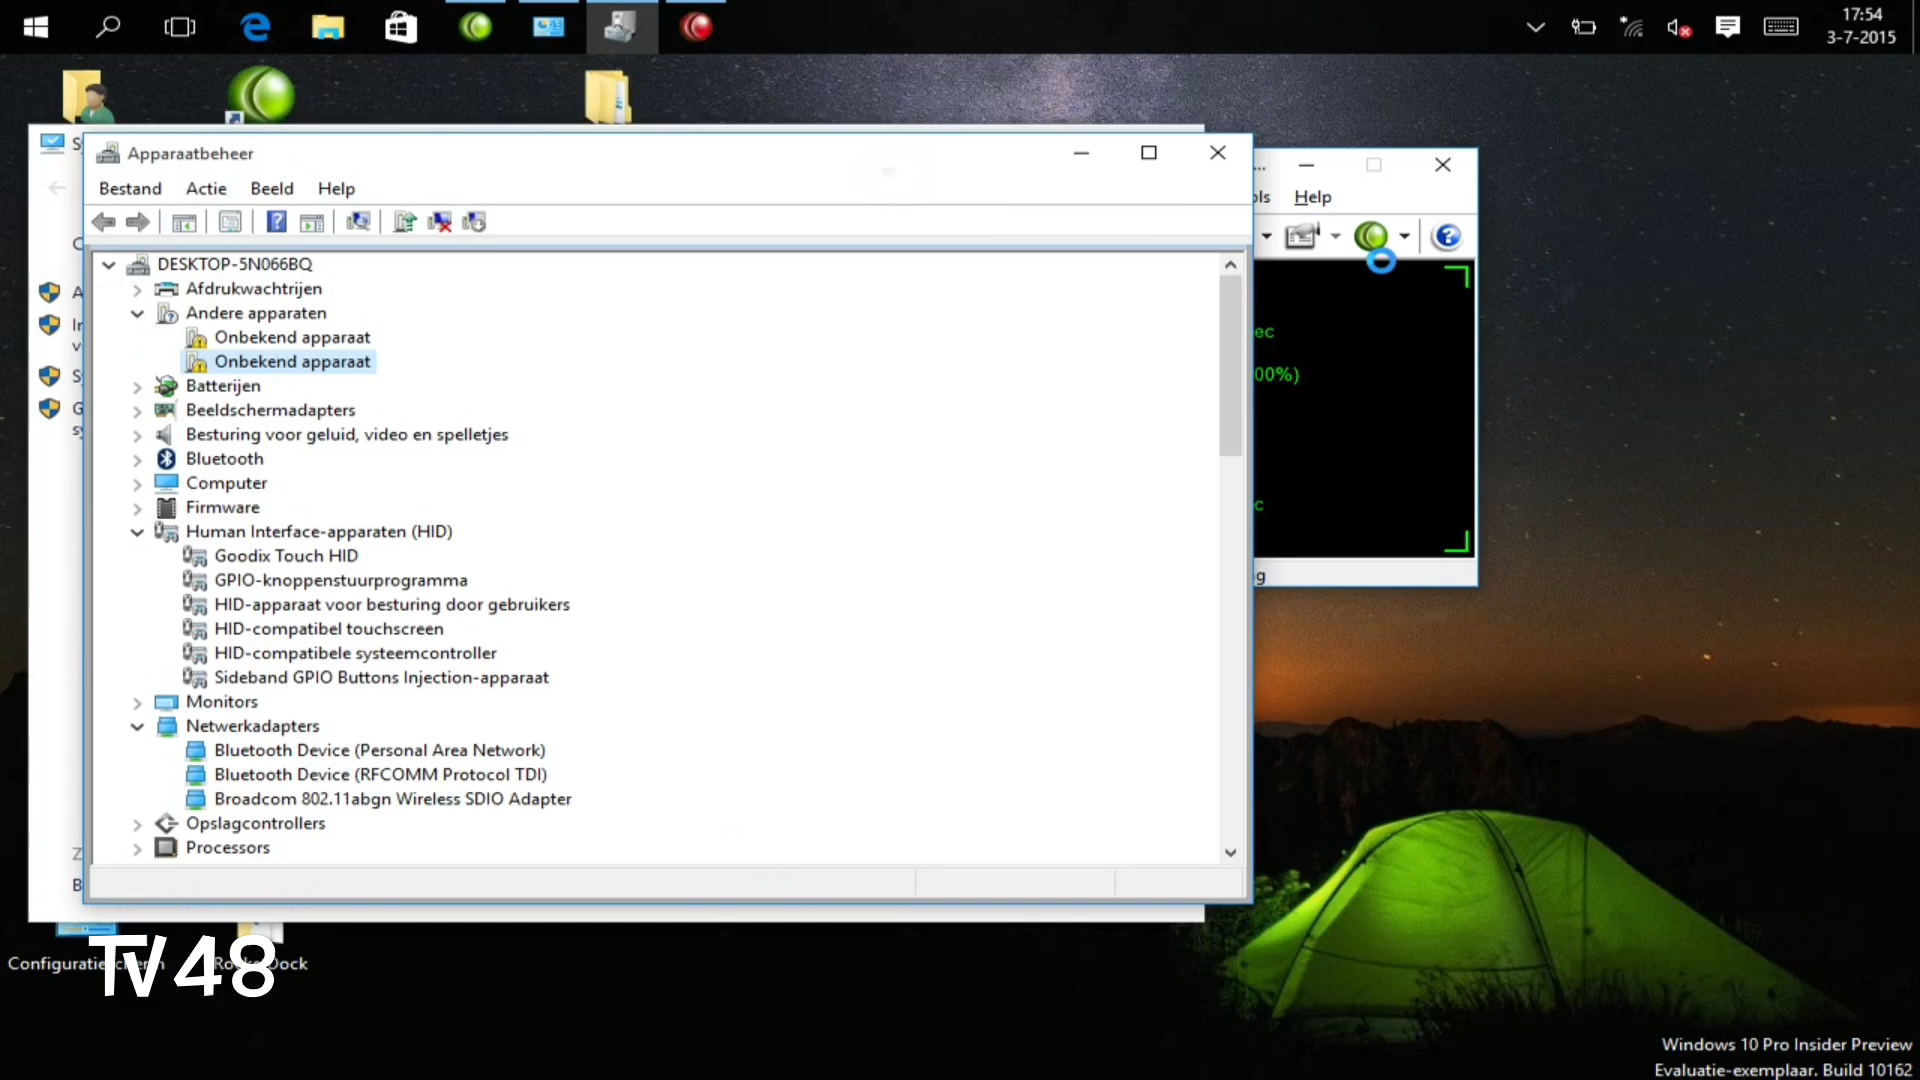 17:54
3-7-2015
Apparaatbeheer
Bestand Actie Beeld Help
Help
DESKTOP-5N066BQ
Afdrukwachtrijen
Andere apparaten
Onbekend apparaat
Onbekend apparaat
Batterijen
Beeldschermadapters
Besturing voor geluid, video en spelletjes
Bluetooth
Computer
Firmware
Human Interface-apparaten (HID)
Goodix Touch HID
GPIO-knoppenstuurprogramma
HID-apparaat voor besturing door gebruikers
HID-compatibel touchscreen
HID-compatibele systeemcontroller
Sideband GPIO Buttons Injection-apparaat
Monitors
Netwerkadapters
Bluetooth Device (Personal Area Network)
Bluetooth Device (RFCOMM Protocol TDI)
Broadcom 802.11abgn Wireless SDIO Adapter
Opslagcontrollers
Processors
ec
00%)
TV48
Windows 10 Pro Insider Preview
Evaluatie-exemplaar. Build 10162